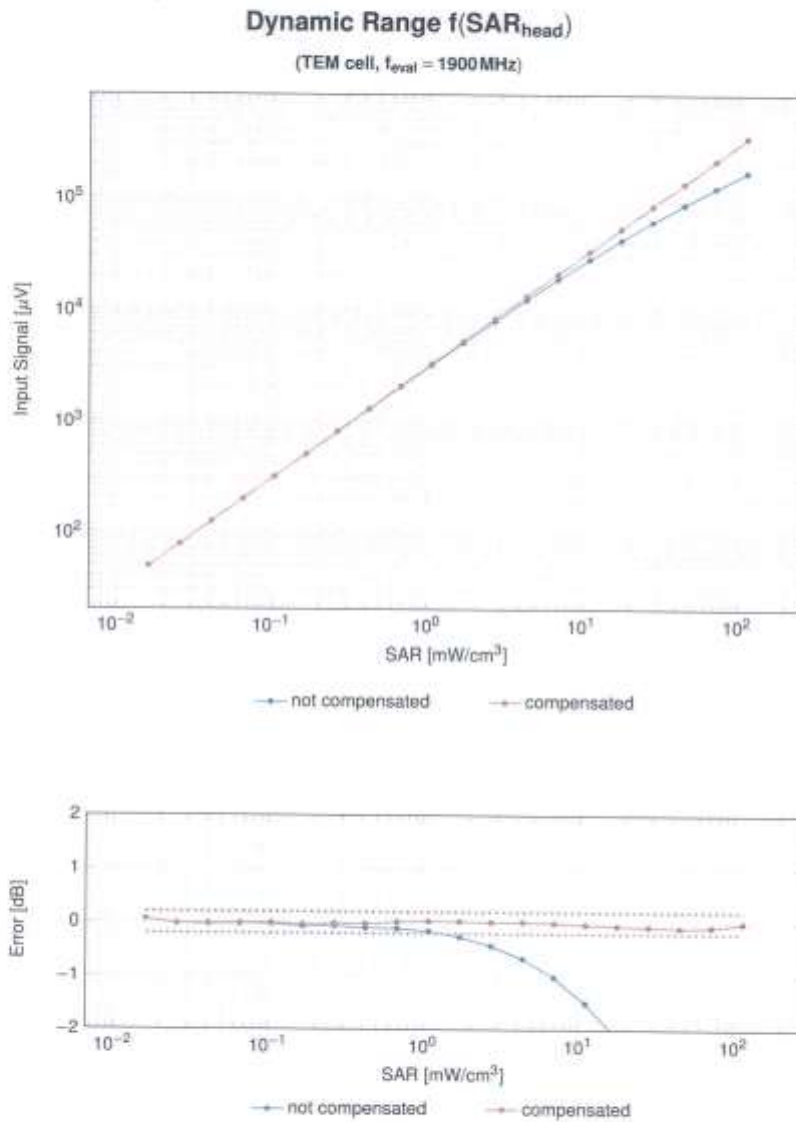 Dynamic Range f(SAR_head)
(TEM cell, f_eval = 1900 MHz)
Input Signal [µV]
10⁵
10⁴
10³
10²
10⁻² 10⁻¹ 10⁰ 10¹ 10²
SAR [mW/cm³]
not compensated compensated
Error [dB]
2
1
0
−1
−2
10⁻² 10⁻¹ 10⁰ 10¹ 10²
SAR [mW/cm³]
not compensated compensated